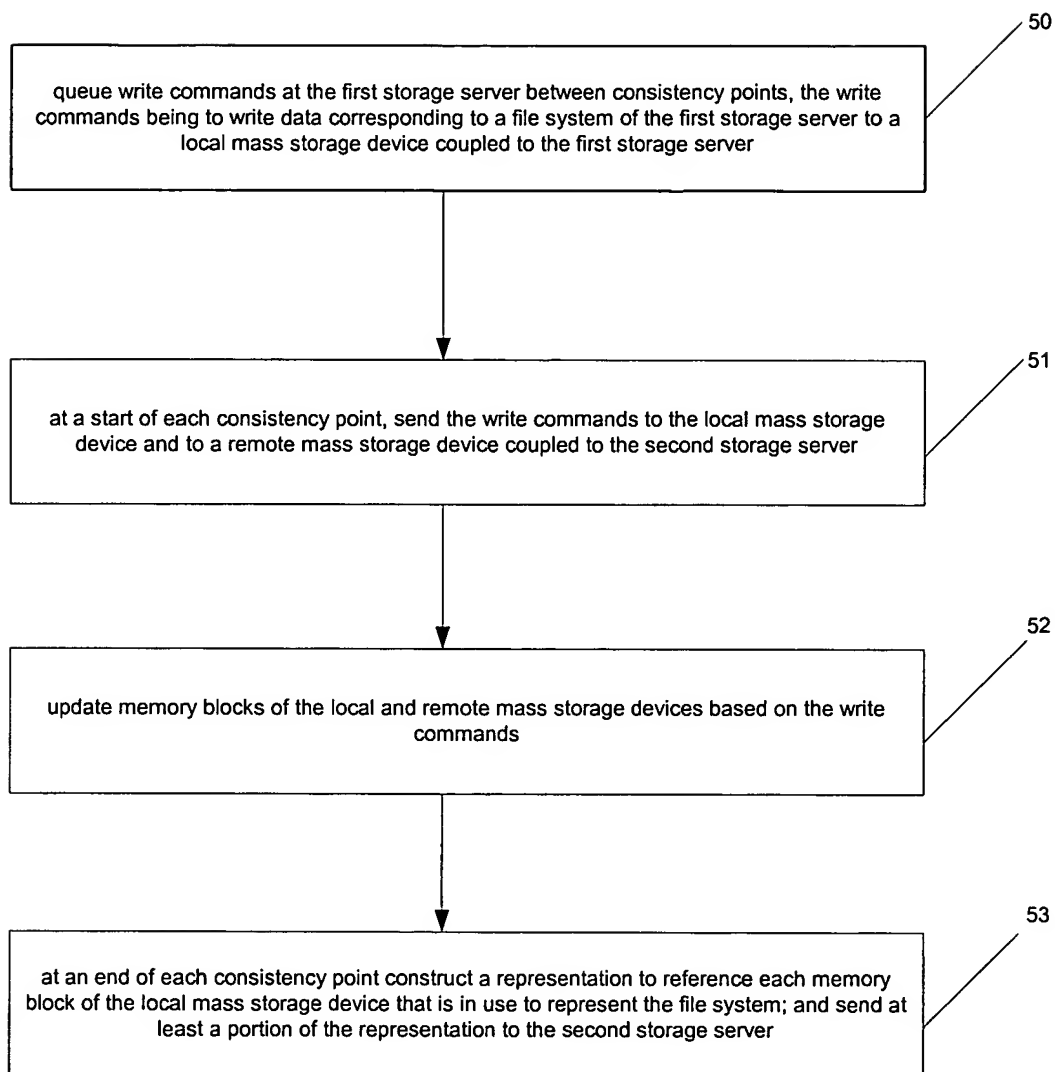 50
queue write commands at the first storage server between consistency points, the write
commands being to write data corresponding to a file system of the first storage server to a
local mass storage device coupled to the first storage server
51
at a start of each consistency point, send the write commands to the local mass storage
device and to a remote mass storage device coupled to the second storage server
52
update memory blocks of the local and remote mass storage devices based on the write
commands
53
at an end of each consistency point construct a representation to reference each memory
block of the local mass storage device that is in use to represent the file system; and send at
least a portion of the representation to the second storage server